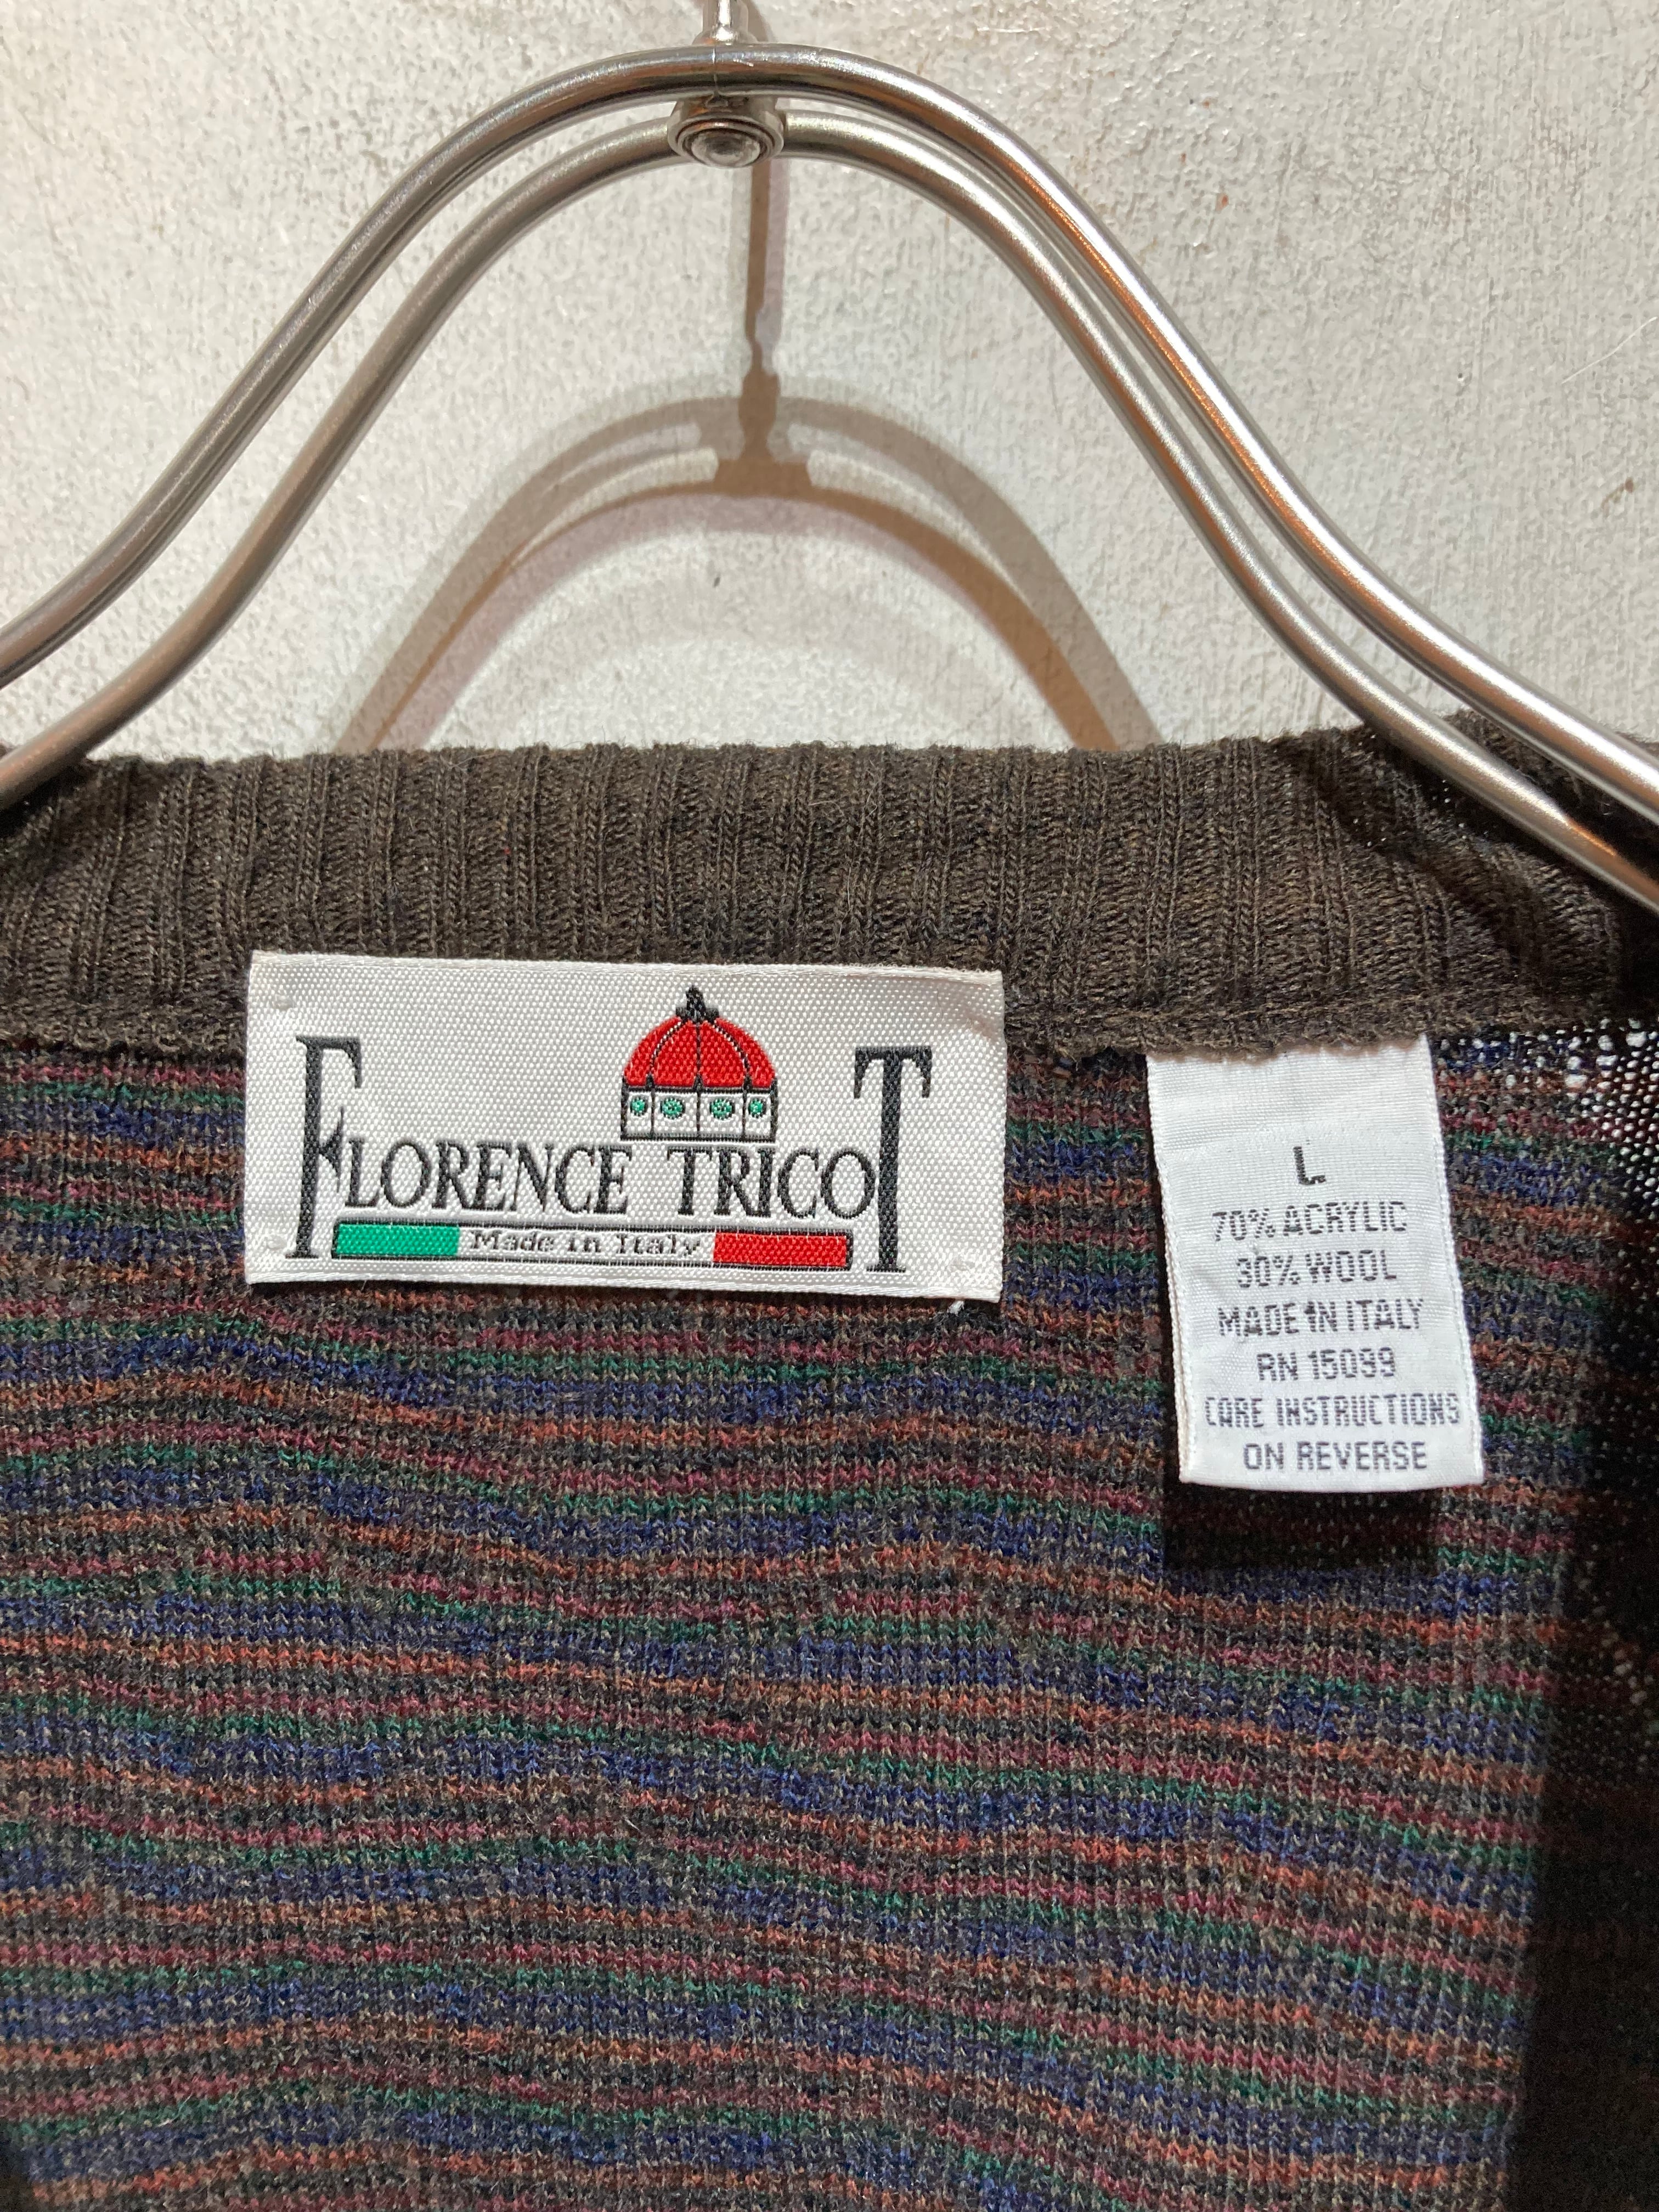 FLORENCE TRICOT
Made in Italy
L
70% ACRYLIC
30% WOOL
MADE IN ITALY
RN 15099
CARE INSTRUCTIONS
ON REVERSE